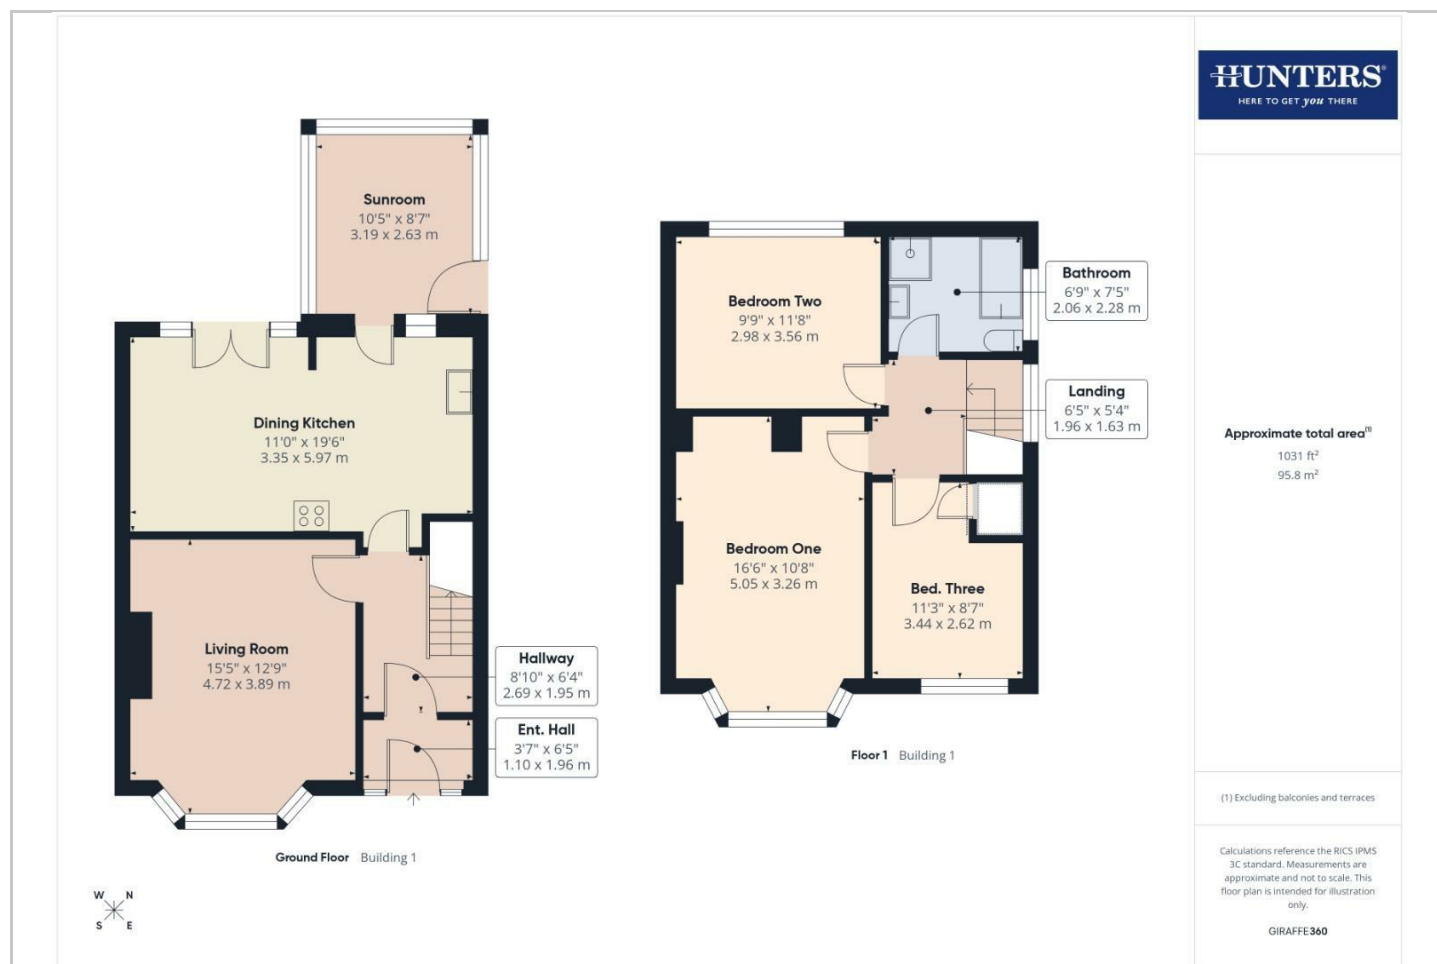 HUNTERS®
HERE TO GET you THERE
Sunroom
10'5" x 8'7"
3.19 x 2.63 m
Dining Kitchen
11'0" x 19'6"
3.35 x 5.97 m
Living Room
15'5" x 12'9"
4.72 x 3.89 m
Hallway
8'10" x 6'4"
2.69 x 1.95 m
Ent. Hall
3'7" x 6'5"
1.10 x 1.96 m
Ground Floor Building 1
W N
S E
Bedroom Two
9'9" x 11'8"
2.98 x 3.56 m
Bathroom
6'9" x 7'5"
2.06 x 2.28 m
Landing
6'5" x 5'4"
1.96 x 1.63 m
Bedroom One
16'6" x 10'8"
5.05 x 3.26 m
Bed. Three
11'3" x 8'7"
3.44 x 2.62 m
Floor 1 Building 1
Approximate total area⁽¹⁾
1031 ft²
95.8 m²
(1) Excluding balconies and terraces
Calculations reference the RICS IPMS
3C standard. Measurements are
approximate and not to scale. This
floor plan is intended for illustration
only.
GIRAFFE360